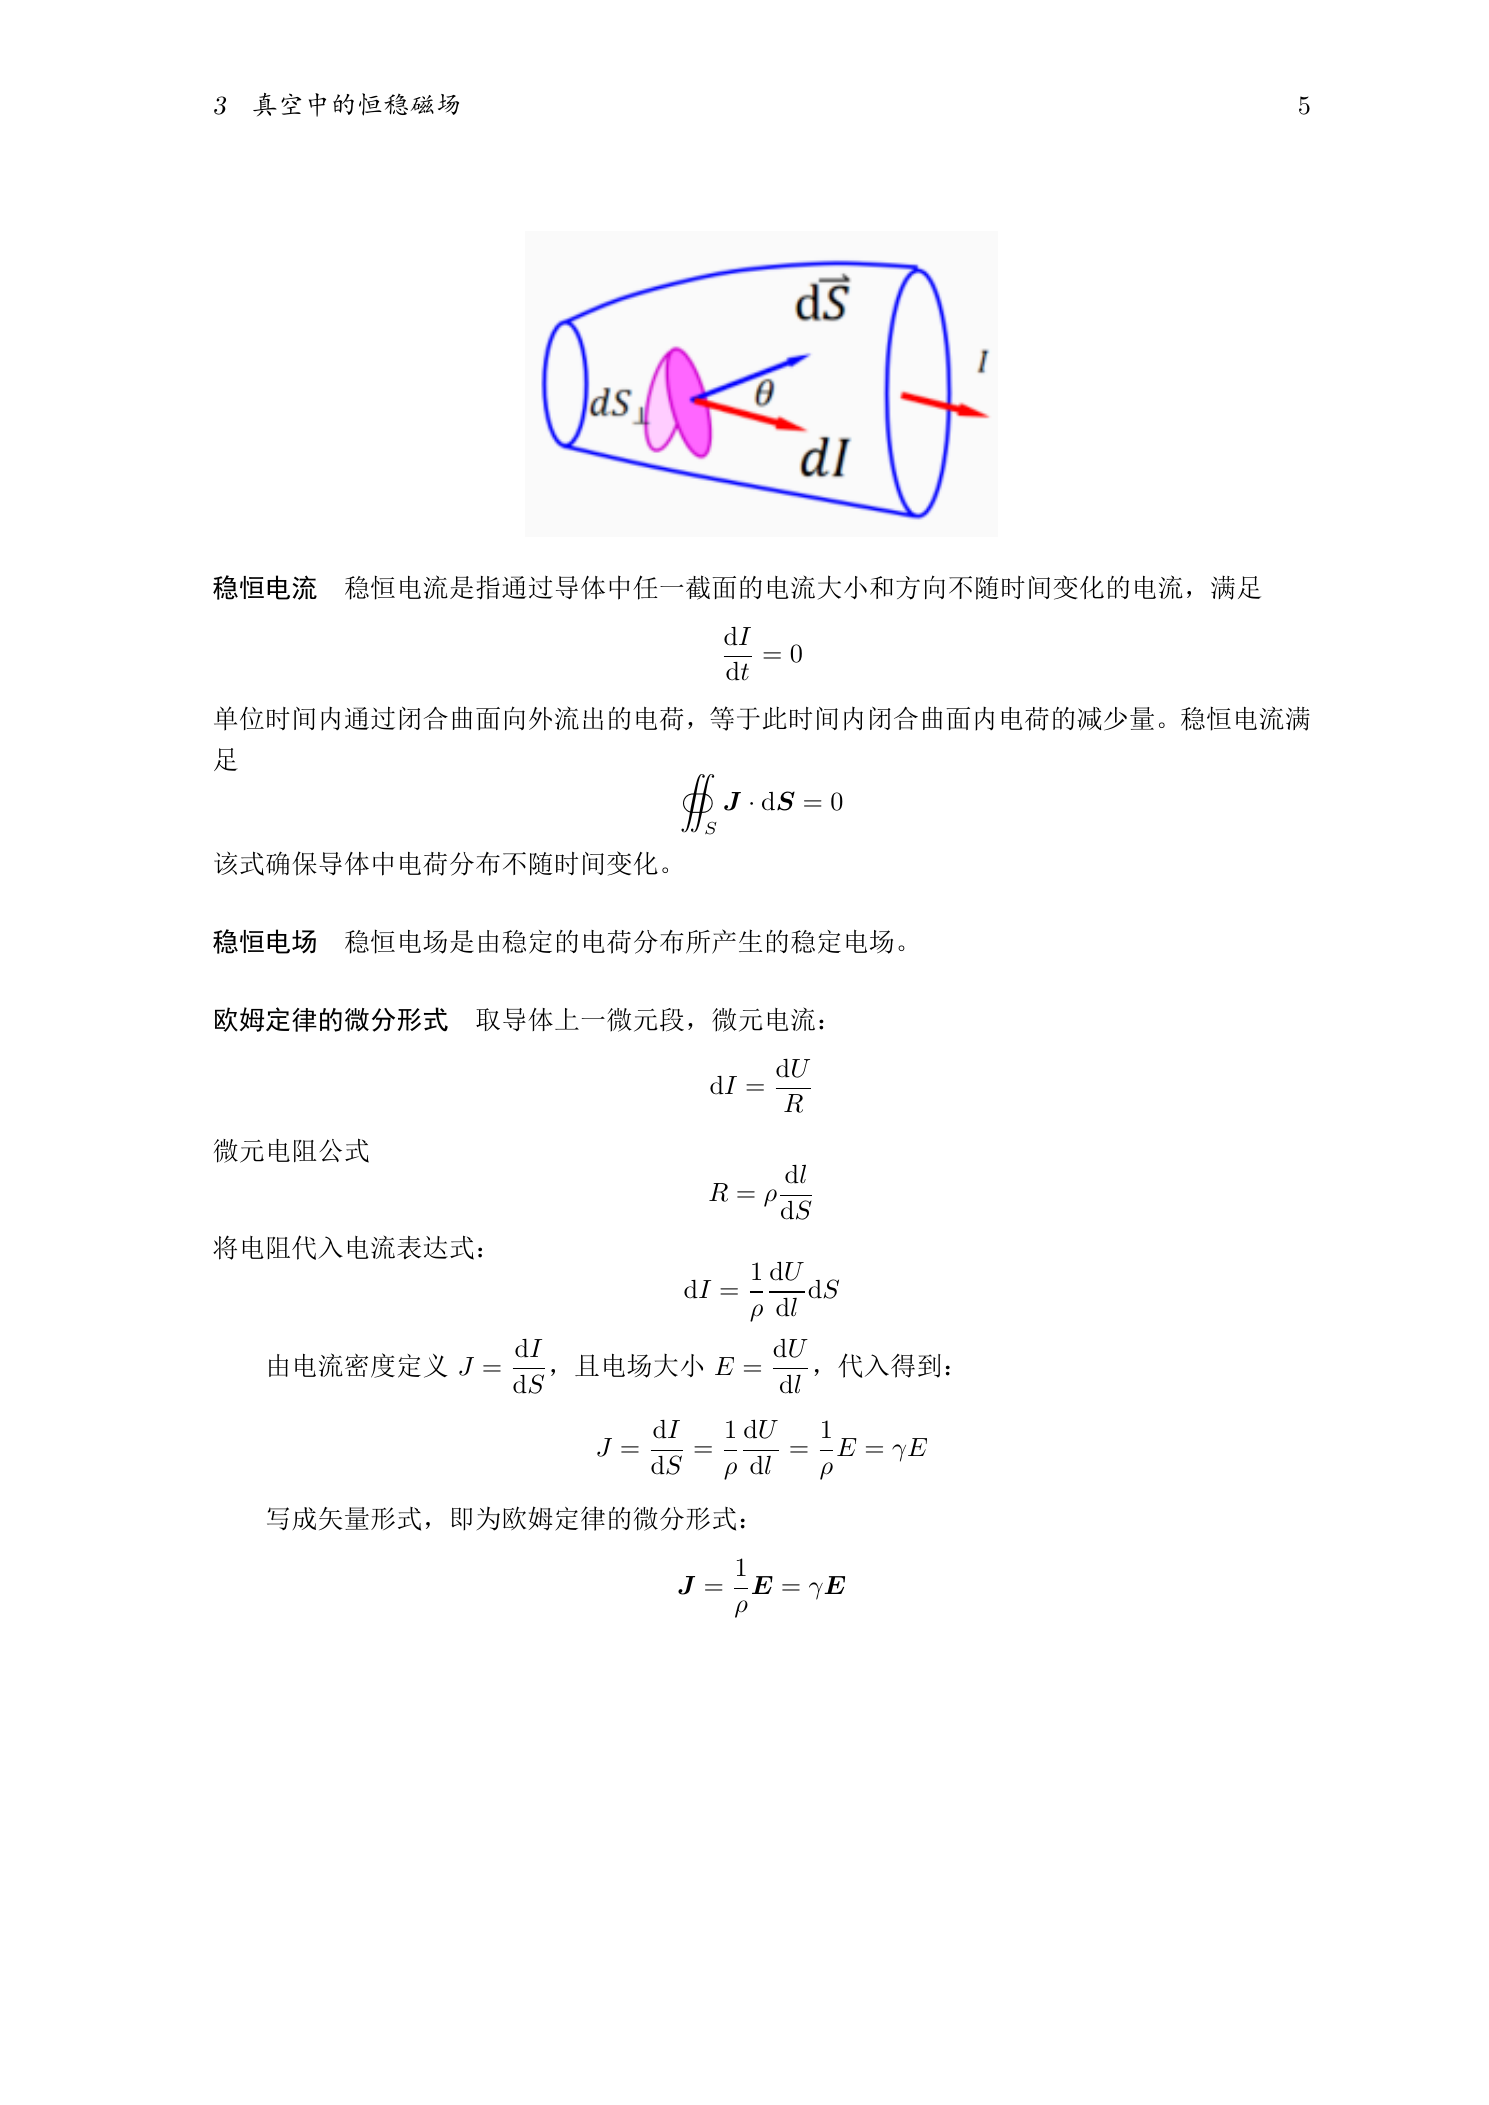 3 真空中的恒稳磁场 5
dS⃗
I
θ
dS⊥
dI
稳恒电流 稳恒电流是指通过导体中任一截面的电流大小和方向不随时间变化的电流，满足
dI/dt = 0
单位时间内通过闭合曲面向外流出的电荷，等于此时间内闭合曲面内电荷的减少量。稳恒电流满
足
∯_S J · dS = 0
该式确保导体中电荷分布不随时间变化。
稳恒电场 稳恒电场是由稳定的电荷分布所产生的稳定电场。
欧姆定律的微分形式 取导体上一微元段，微元电流：
dI = dU/R
微元电阻公式
R = ρ dl/dS
将电阻代入电流表达式：
dI = 1/ρ dU/dl dS
由电流密度定义 J = dI/dS，且电场大小 E = dU/dl，代入得到：
J = dI/dS = 1/ρ dU/dl = 1/ρ E = γE
写成矢量形式，即为欧姆定律的微分形式：
J = 1/ρ E = γE